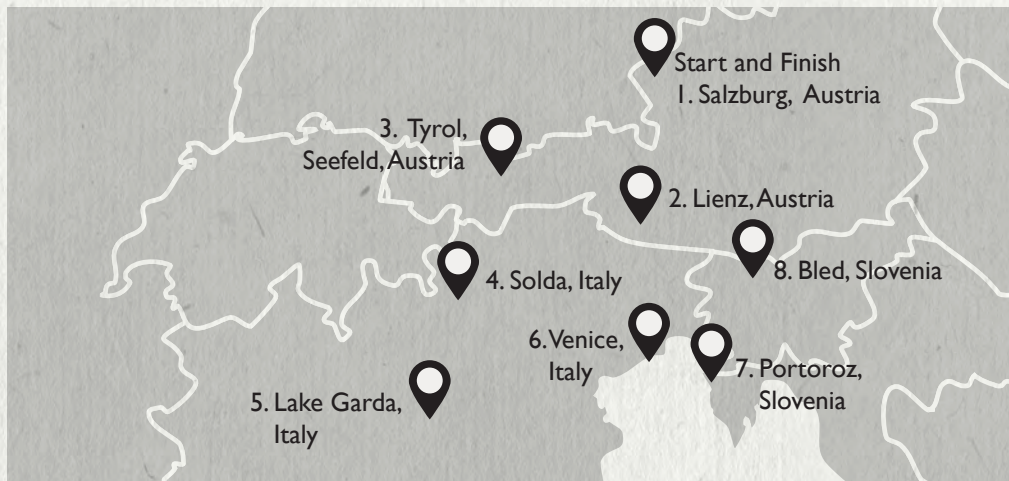 Start and Finish
1. Salzburg, Austria
3. Tyrol,
Seefeld, Austria
2. Lienz, Austria
8. Bled, Slovenia
4. Solda, Italy
6. Venice,
Italy
7. Portoroz,
Slovenia
5. Lake Garda,
Italy